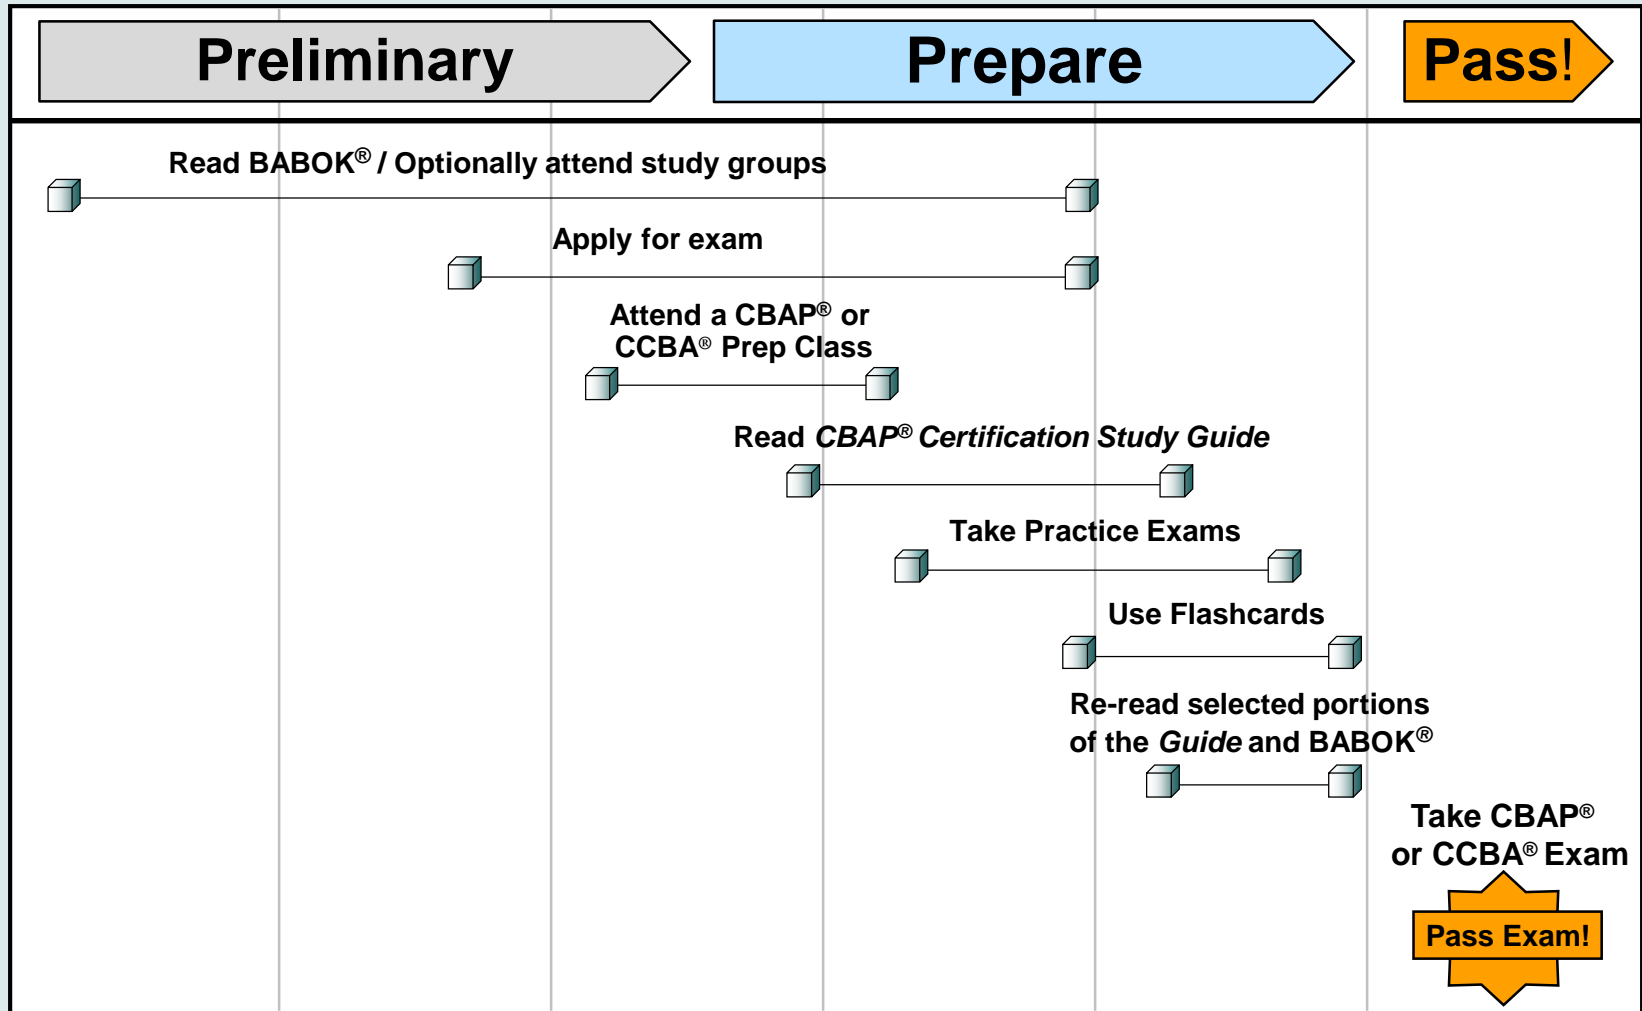 Preliminary
Prepare
Pass!
Read BABOK® / Optionally attend study groups
Apply for exam
Attend a CBAP® or
CCBA® Prep Class
Read CBAP® Certification Study Guide
Take Practice Exams
Use Flashcards
Re-read selected portions
of the Guide and BABOK®
Take CBAP®
or CCBA® Exam
Pass Exam!